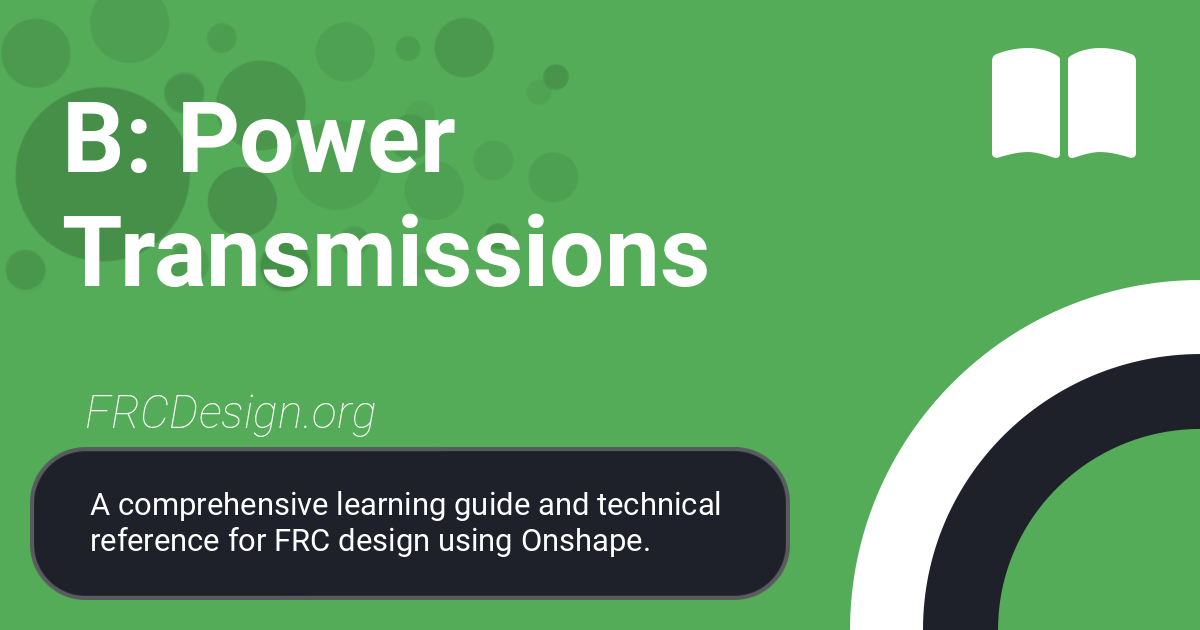 B: Power
Transmissions
FRCDesign.org
A comprehensive learning guide and technical
reference for FRC design using Onshape.